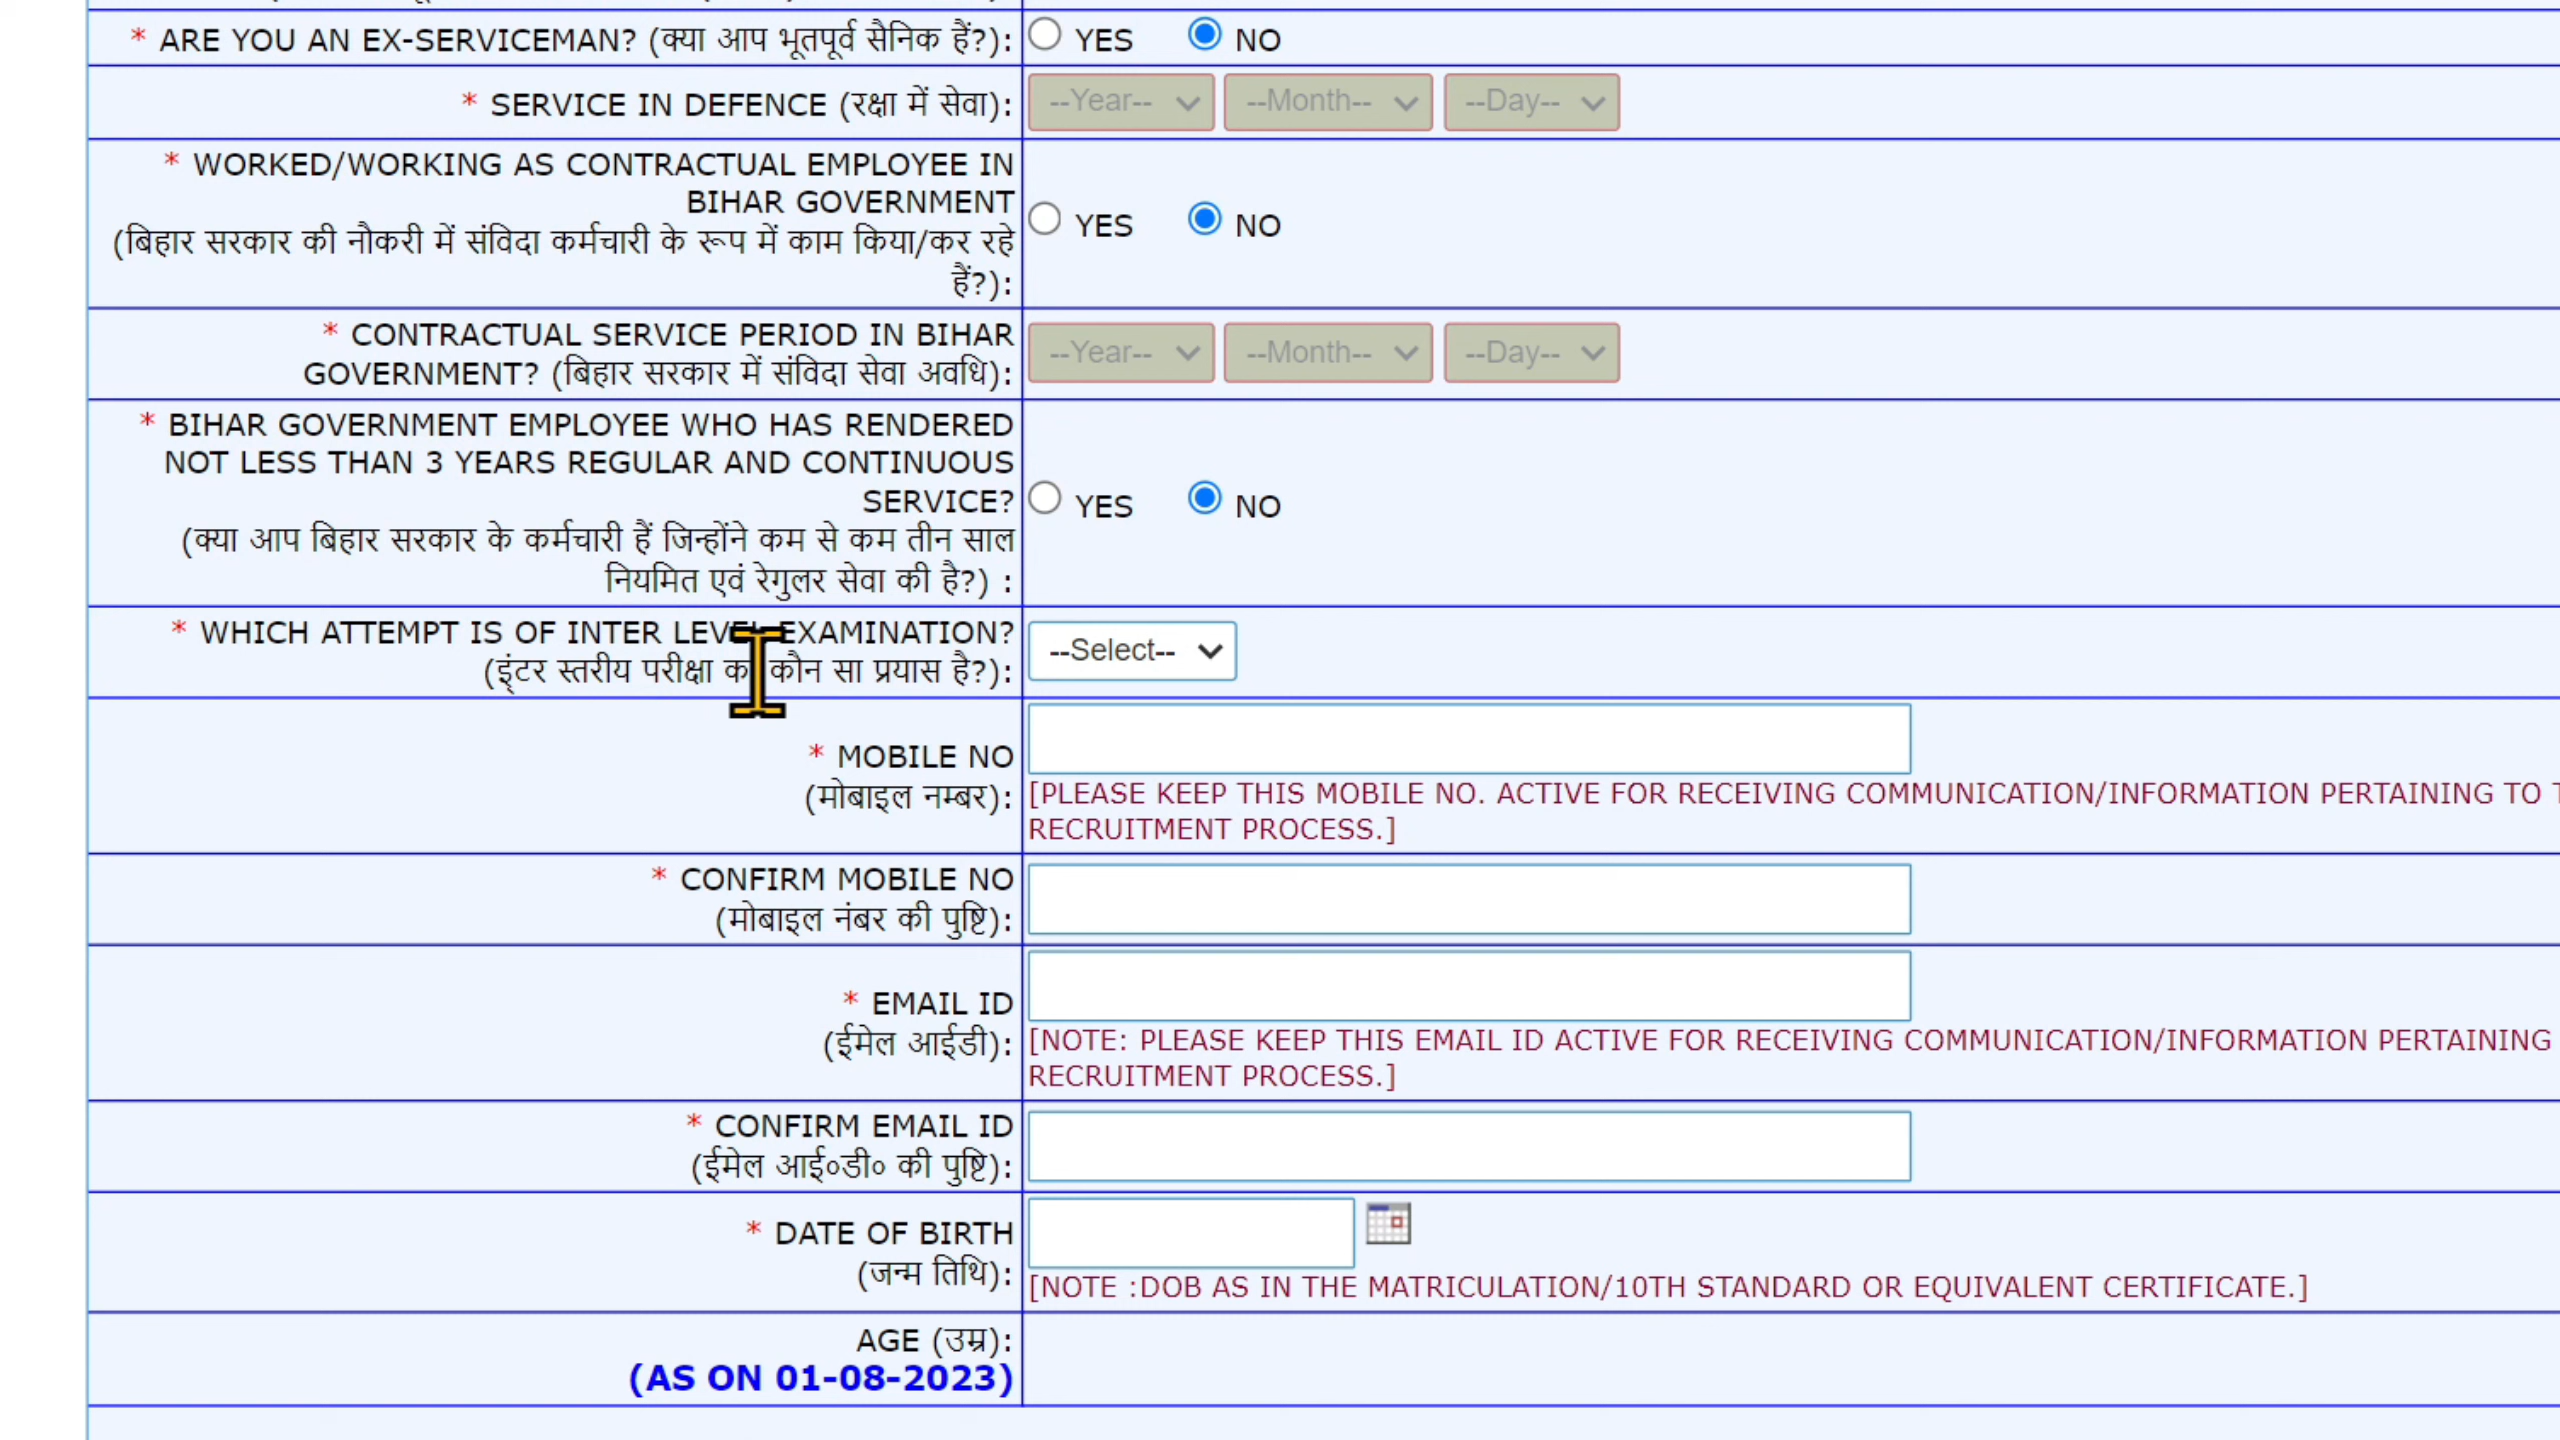 * ARE YOU AN EX-SERVICEMAN? (क्या आप भूतपूर्व सैनिक हैं?): YES NO
* SERVICE IN DEFENCE (रक्षा में सेवा): --Year-- --Month-- --Day--
* WORKED/WORKING AS CONTRACTUAL EMPLOYEE IN
BIHAR GOVERNMENT
(बिहार सरकार की नौकरी में संविदा कर्मचारी के रूप में काम किया/कर रहे
हैं?):
YES NO
* CONTRACTUAL SERVICE PERIOD IN BIHAR
GOVERNMENT? (बिहार सरकार में संविदा सेवा अवधि):
--Year-- --Month-- --Day--
* BIHAR GOVERNMENT EMPLOYEE WHO HAS RENDERED
NOT LESS THAN 3 YEARS REGULAR AND CONTINUOUS
SERVICE?
(क्या आप बिहार सरकार के कर्मचारी हैं जिन्होंने कम से कम तीन साल
नियमित एवं रेगुलर सेवा की है?) :
YES NO
* WHICH ATTEMPT IS OF INTER LEVEL EXAMINATION?
(इंटर स्तरीय परीक्षा का कौन सा प्रयास है?):
--Select--
* MOBILE NO
(मोबाइल नम्बर):
[PLEASE KEEP THIS MOBILE NO. ACTIVE FOR RECEIVING COMMUNICATION/INFORMATION PERTAINING TO
RECRUITMENT PROCESS.]
* CONFIRM MOBILE NO
(मोबाइल नंबर की पुष्टि):
* EMAIL ID
(ईमेल आईडी):
[NOTE: PLEASE KEEP THIS EMAIL ID ACTIVE FOR RECEIVING COMMUNICATION/INFORMATION PERTAINING
RECRUITMENT PROCESS.]
* CONFIRM EMAIL ID
(ईमेल आई०डी० की पुष्टि):
* DATE OF BIRTH
(जन्म तिथि):
[NOTE :DOB AS IN THE MATRICULATION/10TH STANDARD OR EQUIVALENT CERTIFICATE.]
AGE (उम्र):
(AS ON 01-08-2023)